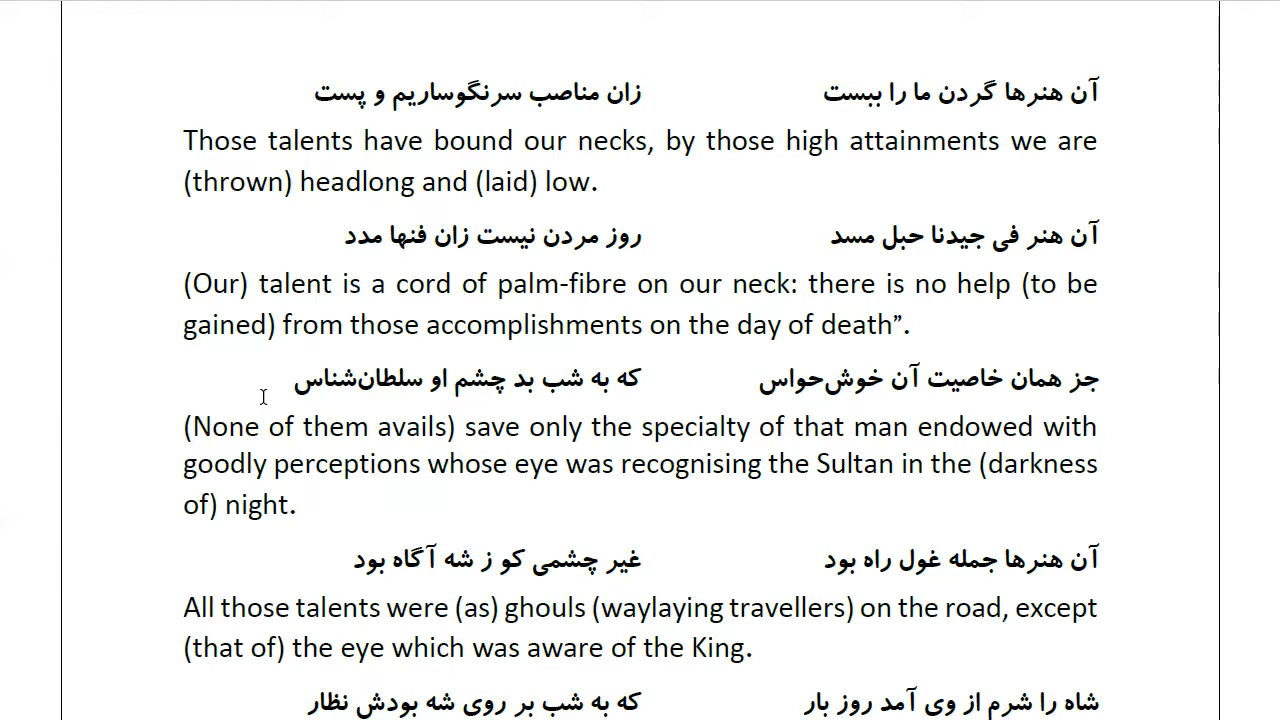 آن هنرها گردن ما را ببست زان مناصب سرنگوساریم و پست
Those talents have bound our necks, by those high attainments we are
(thrown) headlong and (laid) low.
آن هنر فی جیدنا حبل مسد روز مردن نیست زان فنها مدد
(Our) talent is a cord of palm-fibre on our neck: there is no help (to be
gained) from those accomplishments on the day of death”.
جز همان خاصیت آن خوش‌حواس که به شب بد چشم او سلطان‌شناس
(None of them avails) save only the specialty of that man endowed with
goodly perceptions whose eye was recognising the Sultan in the (darkness
of) night.
آن هنرها جمله غول راه بود غیر چشمی کو ز شه آگاه بود
All those talents were (as) ghouls (waylaying travellers) on the road, except
(that of) the eye which was aware of the King.
شاه را شرم از وی آمد روز بار که به شب بر روی شه بودش نظار